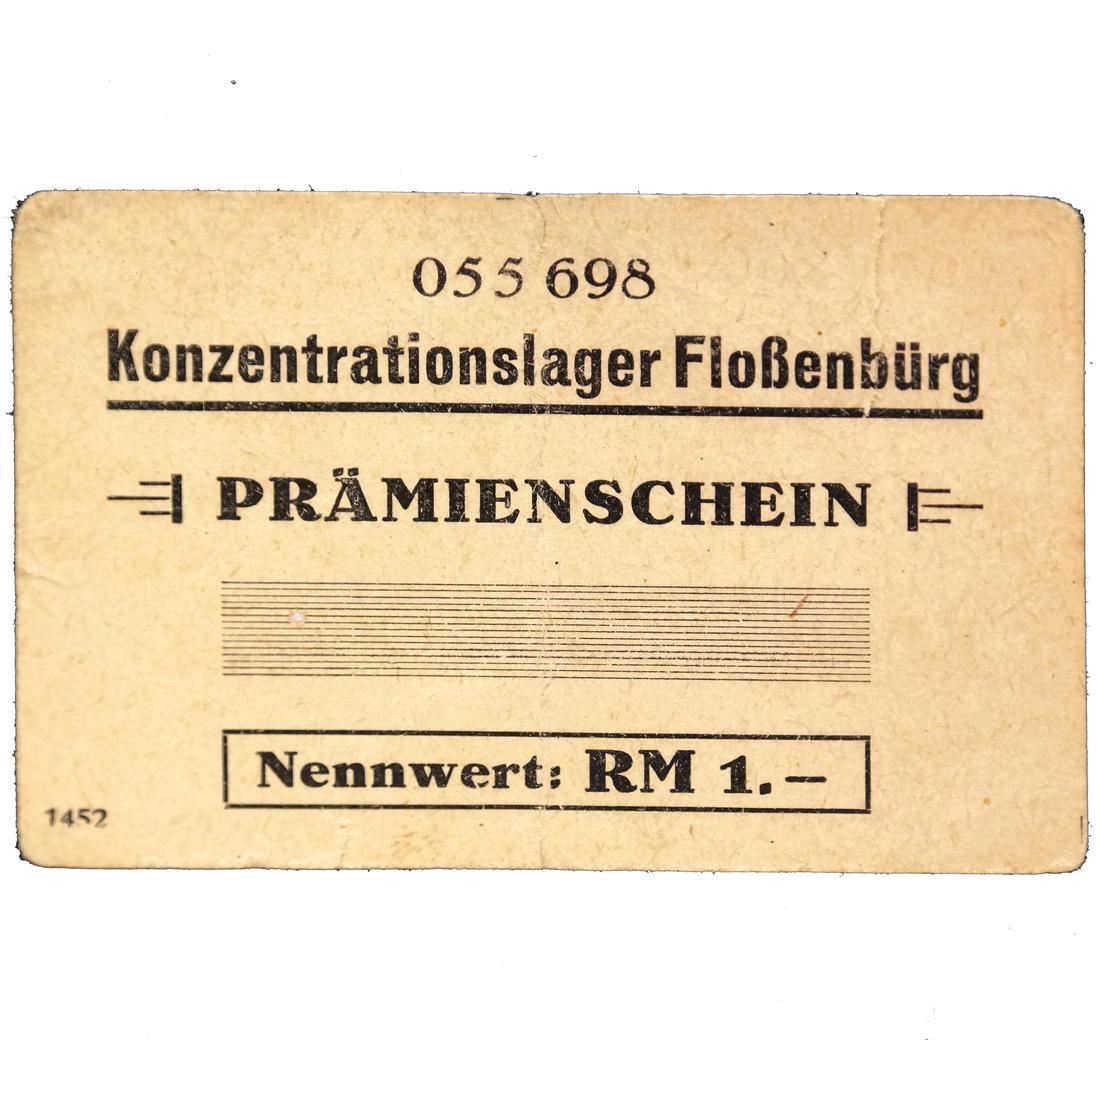 055 698
Konzentrationslager Floßenbürg
PRÄMIENSCHEIN
Nennwert: RM 1.—
1452